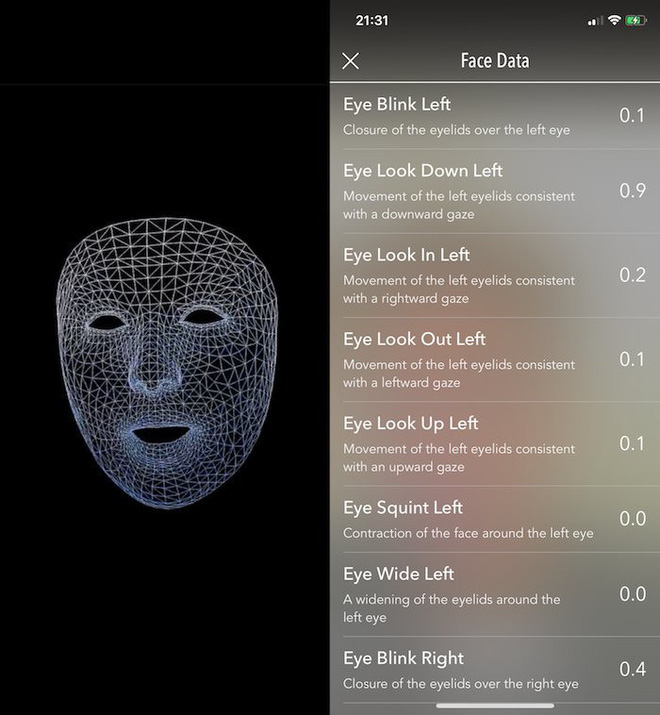 21:31
Face Data
Eye Blink Left
Closure of the eyelids over the left eye
0.1
Eye Look Down Left
Movement of the left eyelids consistent
with a downward gaze
0.9
Eye Look In Left
Movement of the left eyelids consistent
with a rightward gaze
0.2
Eye Look Out Left
Movement of the left eyelids consistent
with a leftward gaze
0.1
Eye Look Up Left
Movement of the left eyelids consistent
with an upward gaze
0.1
Eye Squint Left
Contraction of the face around the left eye
0.0
Eye Wide Left
A widening of the eyelids around the
left eye
0.0
Eye Blink Right
Closure of the eyelids over the right eye
0.4